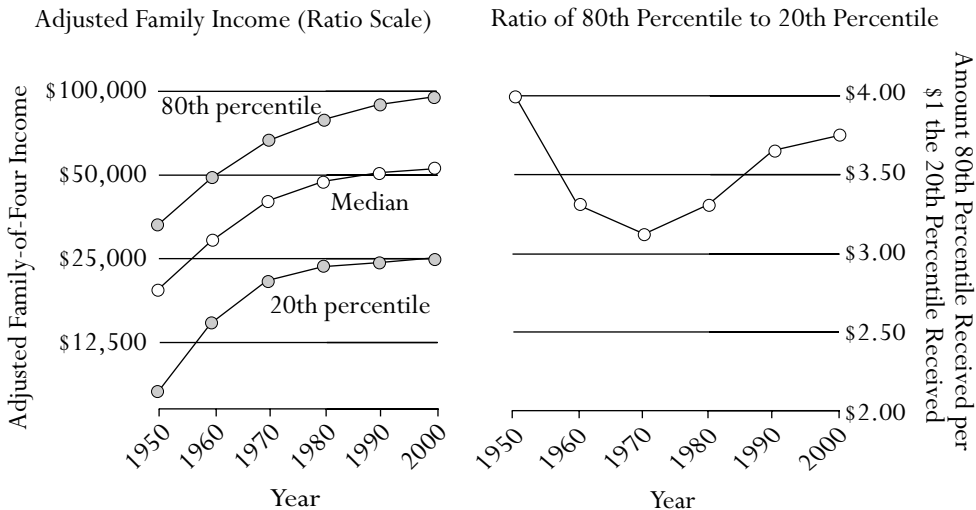 Adjusted Family Income (Ratio Scale)
Adjusted Family-of-Four Income
$100,000
$50,000
$25,000
$12,500
80th percentile
Median
20th percentile
1950
1960
1970
1980
1990
2000
Year
Ratio of 80th Percentile to 20th Percentile
$4.00
$3.50
$3.00
$2.50
$2.00
Amount 80th Percentile Received per
$1 the 20th Percentile Received
1950
1960
1970
1980
1990
2000
Year